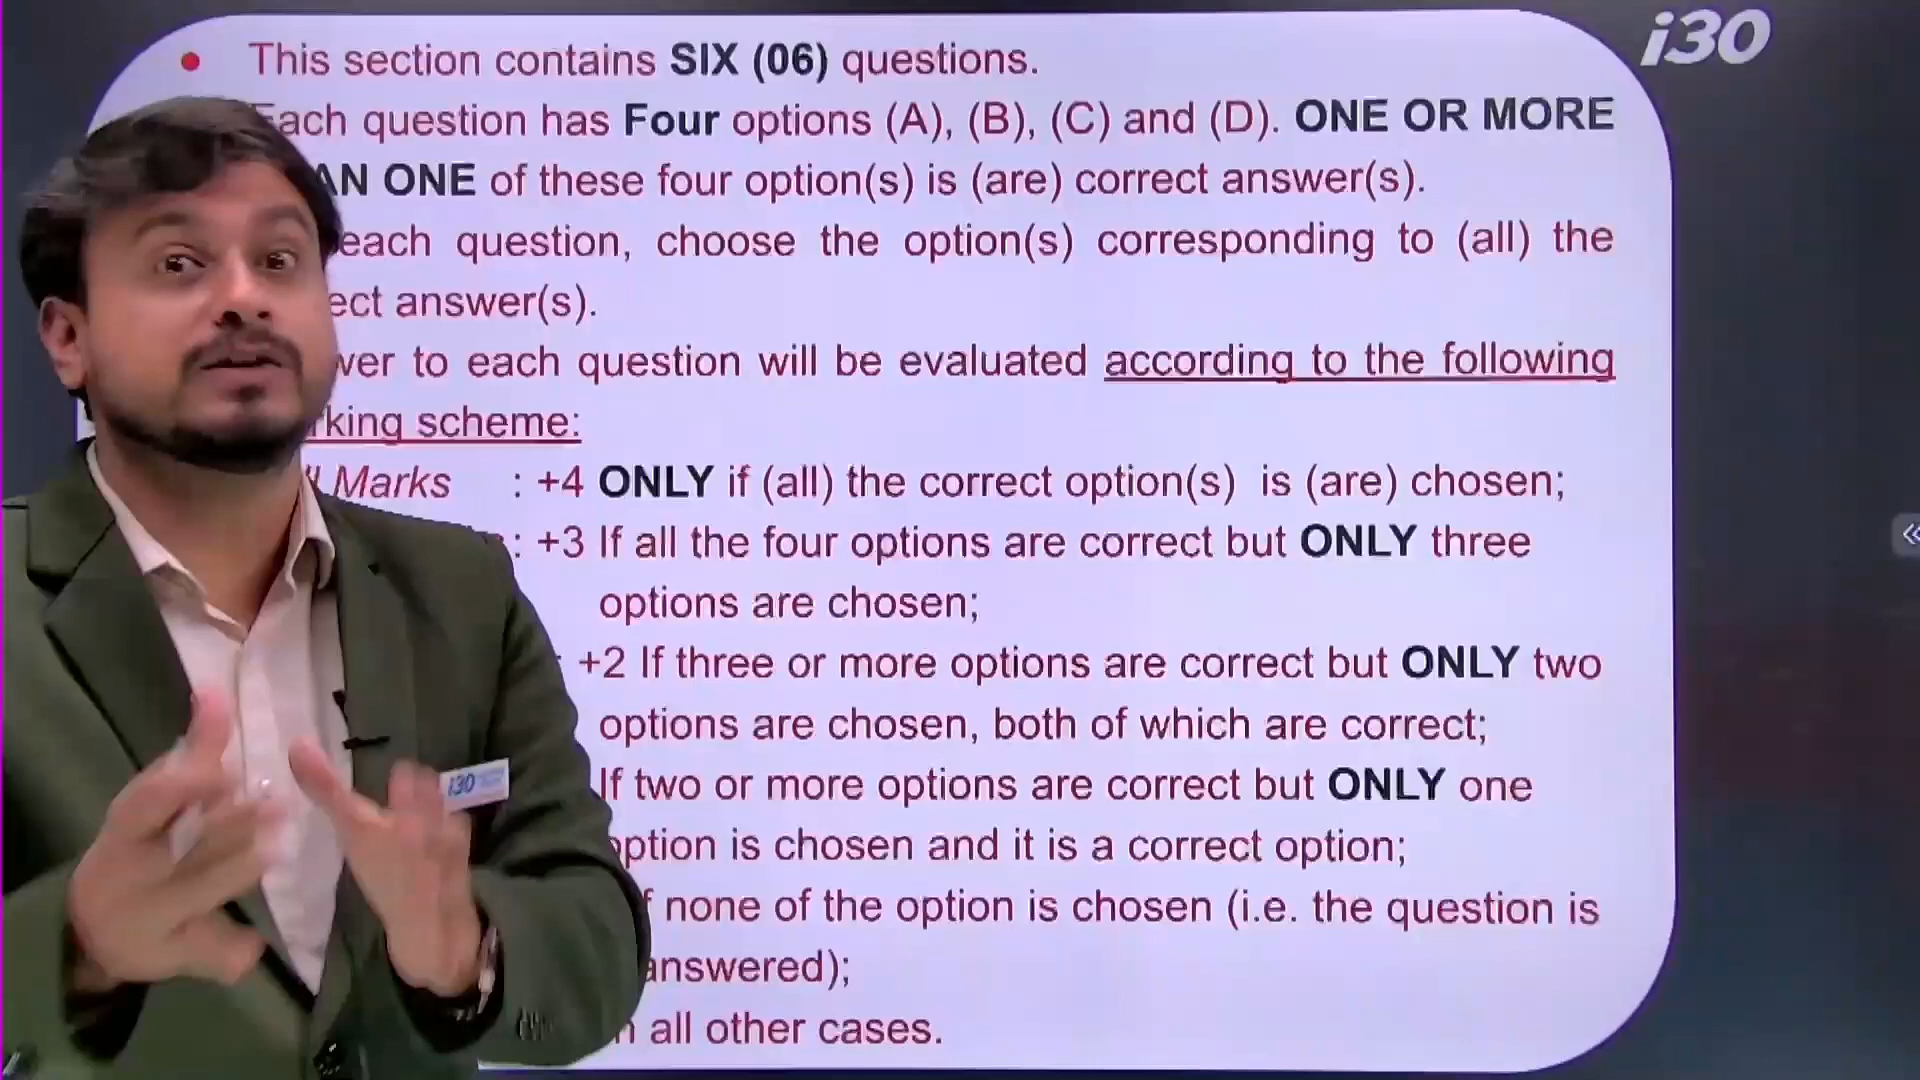 i30
• This section contains SIX (06) questions.
Each question has Four options (A), (B), (C) and (D). ONE OR MORE
AN ONE of these four option(s) is (are) correct answer(s).
each question, choose the option(s) corresponding to (all) the
ect answer(s).
wer to each question will be evaluated according to the following
rking scheme:
Marks : +4 ONLY if (all) the correct option(s) is (are) chosen;
: +3 If all the four options are correct but ONLY three
options are chosen;
+2 If three or more options are correct but ONLY two
options are chosen, both of which are correct;
If two or more options are correct but ONLY one
option is chosen and it is a correct option;
f none of the option is chosen (i.e. the question is
answered);
n all other cases.
i30